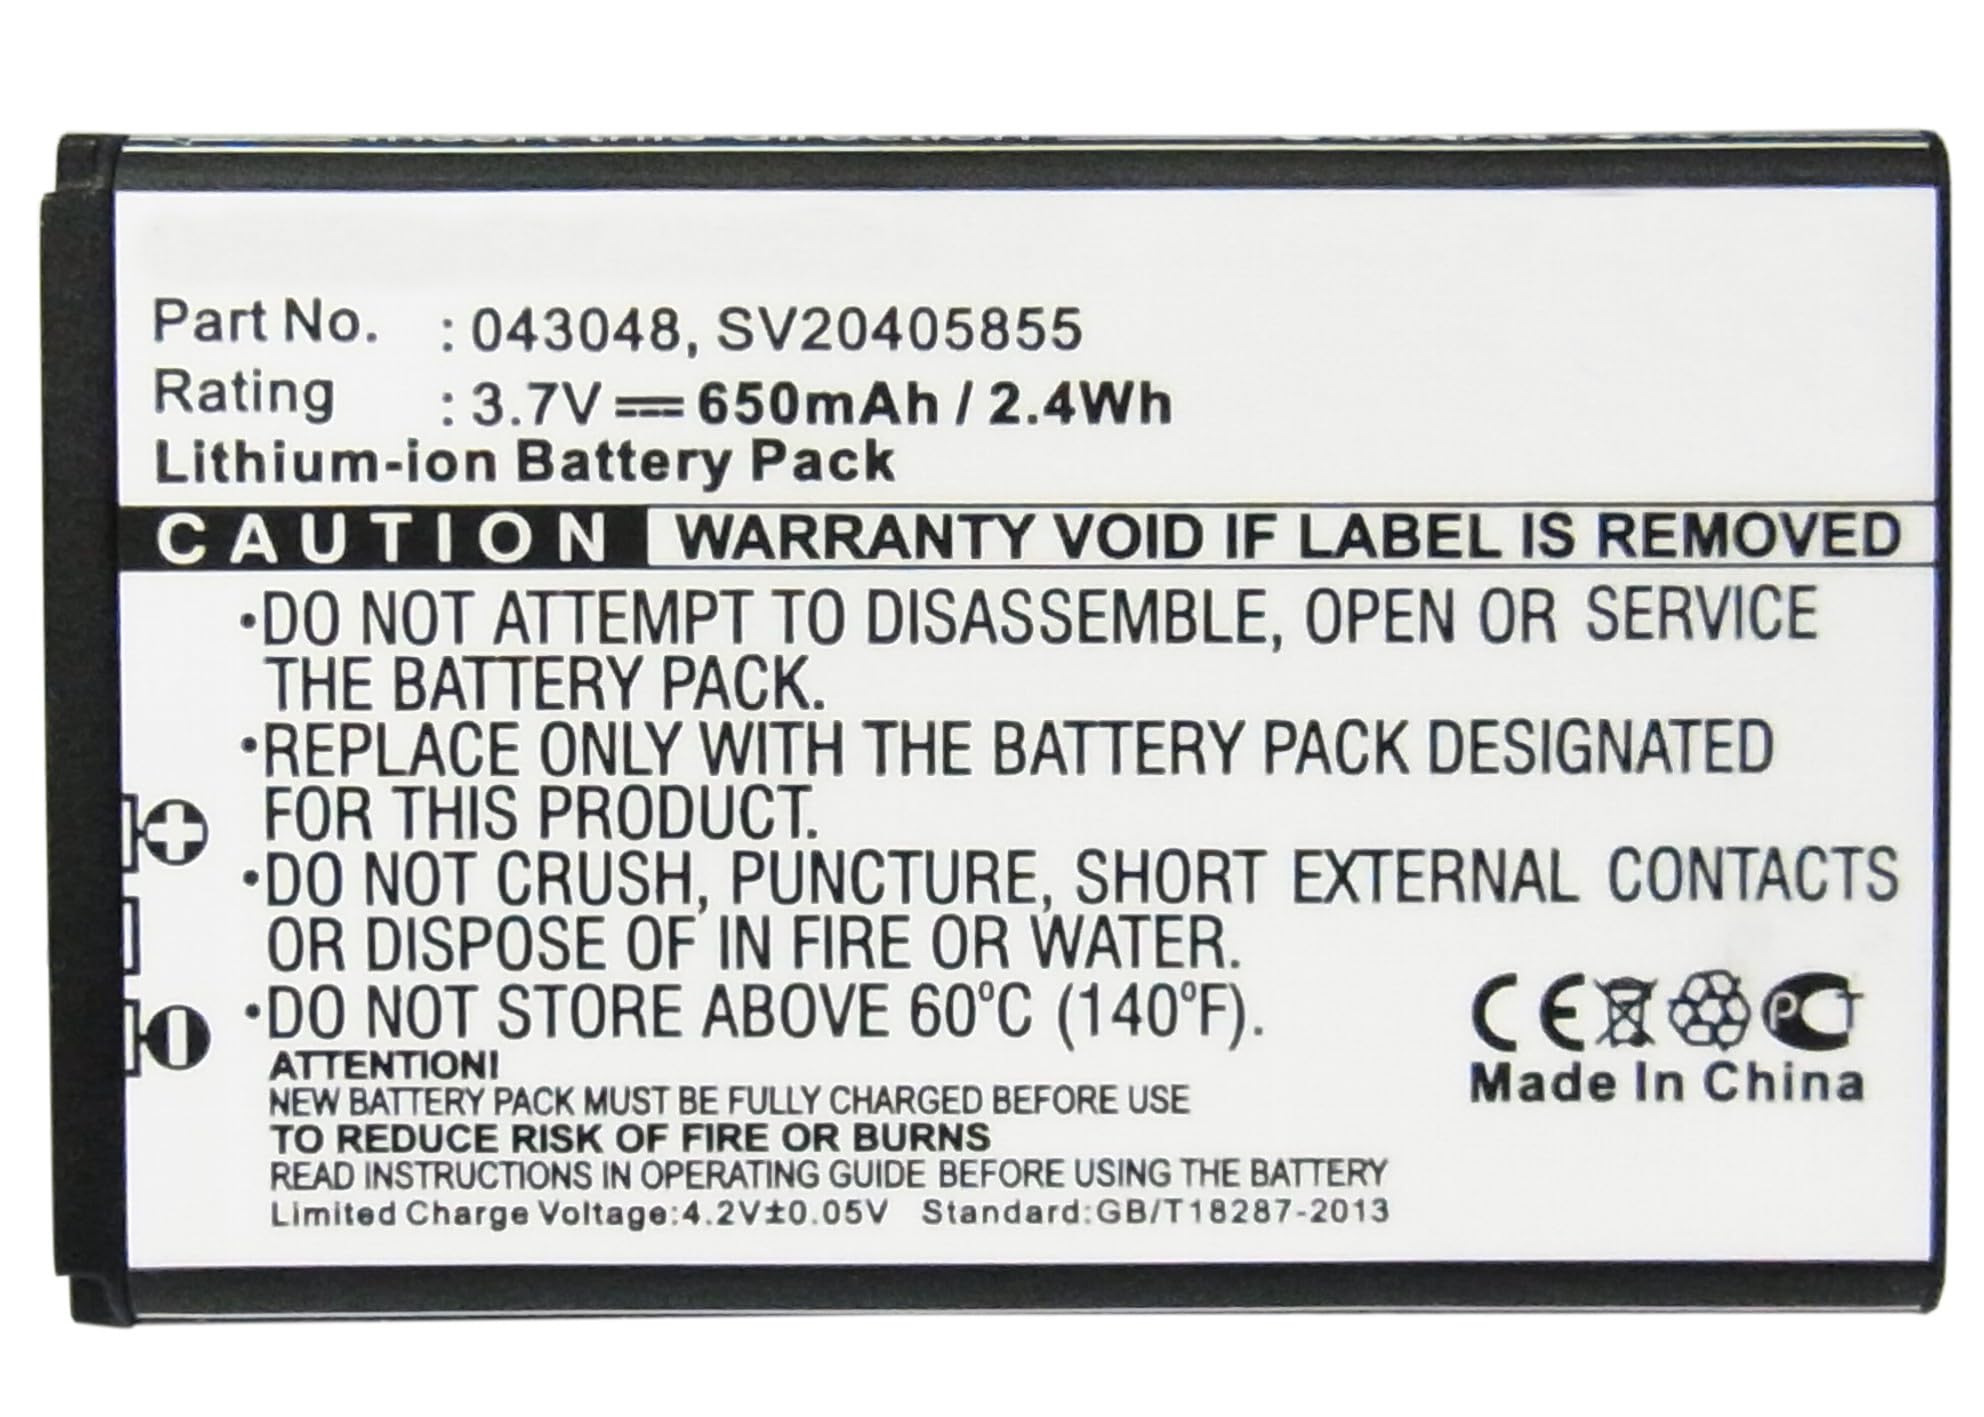 Part No. : 043048, SV20405855
Rating : 3.7V⎓650mAh / 2.4Wh
Lithium-ion Battery Pack
CAUTION WARRANTY VOID IF LABEL IS REMOVED
•DO NOT ATTEMPT TO DISASSEMBLE, OPEN OR SERVICE
THE BATTERY PACK.
•REPLACE ONLY WITH THE BATTERY PACK DESIGNATED
FOR THIS PRODUCT.
•DO NOT CRUSH, PUNCTURE, SHORT EXTERNAL CONTACTS
OR DISPOSE OF IN FIRE OR WATER.
•DO NOT STORE ABOVE 60°C (140°F).
ATTENTION!
NEW BATTERY PACK MUST BE FULLY CHARGED BEFORE USE
TO REDUCE RISK OF FIRE OR BURNS
READ INSTRUCTIONS IN OPERATING GUIDE BEFORE USING THE BATTERY
Limited Charge Voltage:4.2V±0.05V Standard:GB/T18287-2013
CE PCT
Made In China